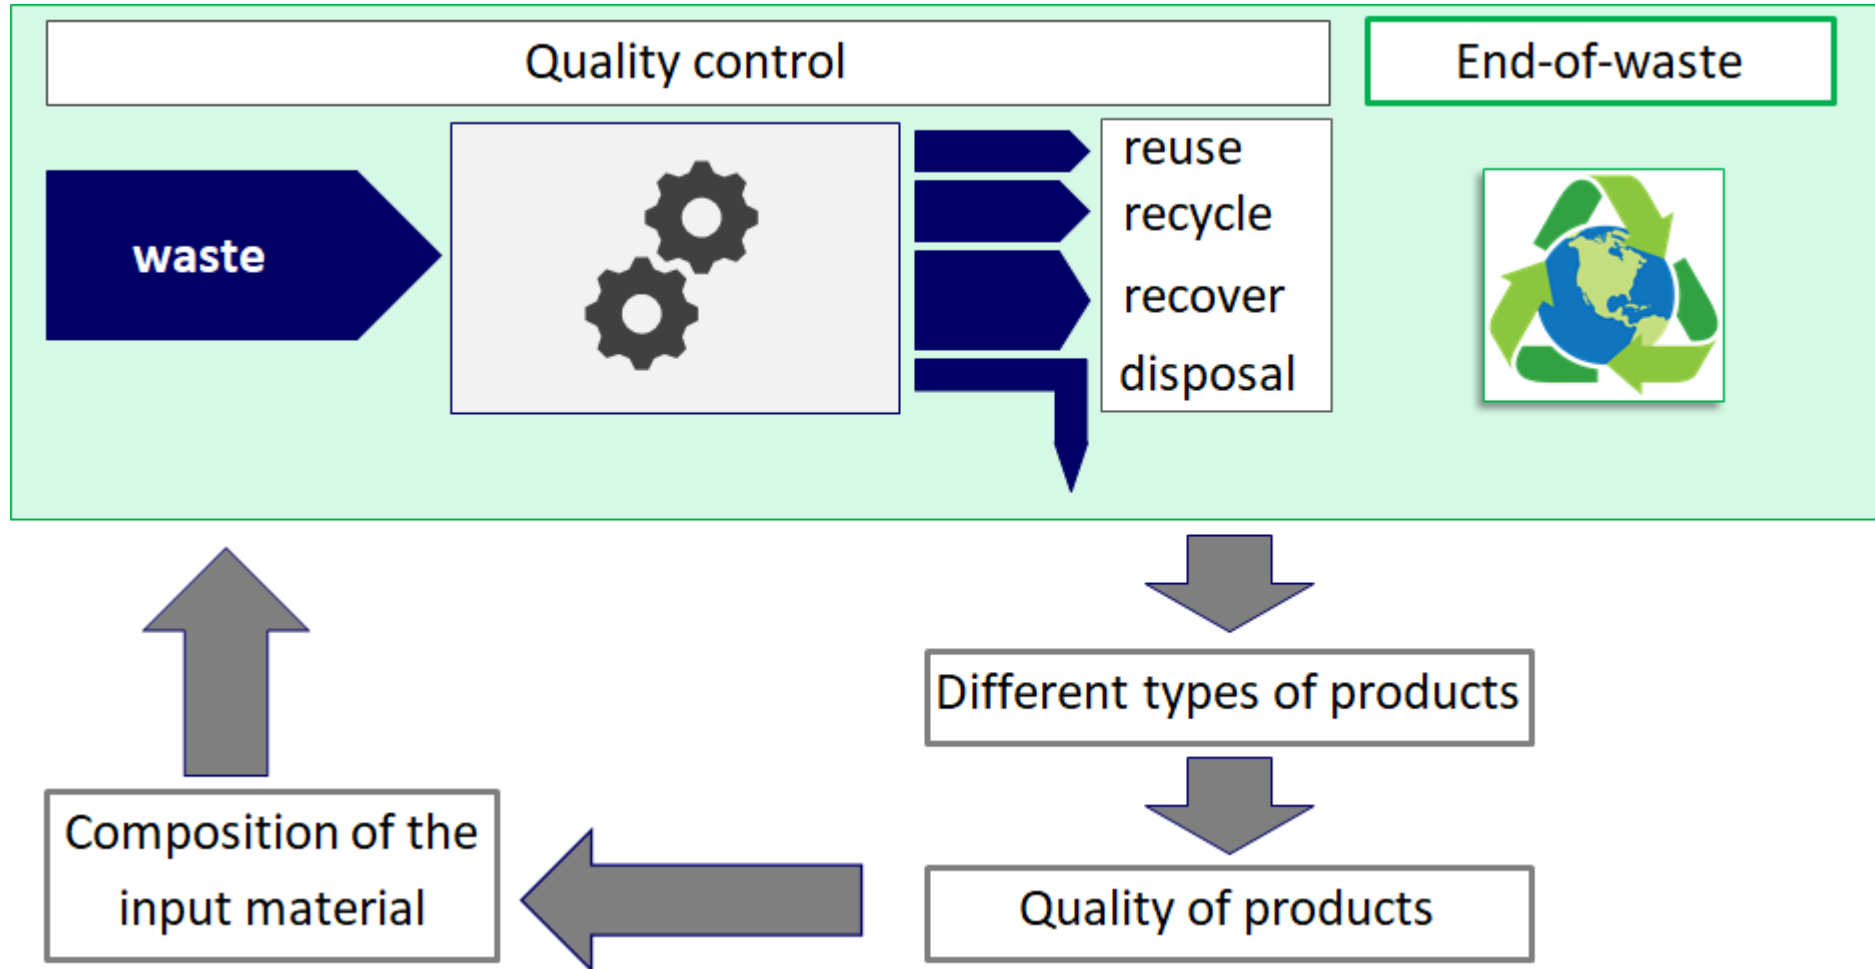 Quality control
End-of-waste
waste
reuse
recycle
recover
disposal
Different types of products
Quality of products
Composition of the
input material